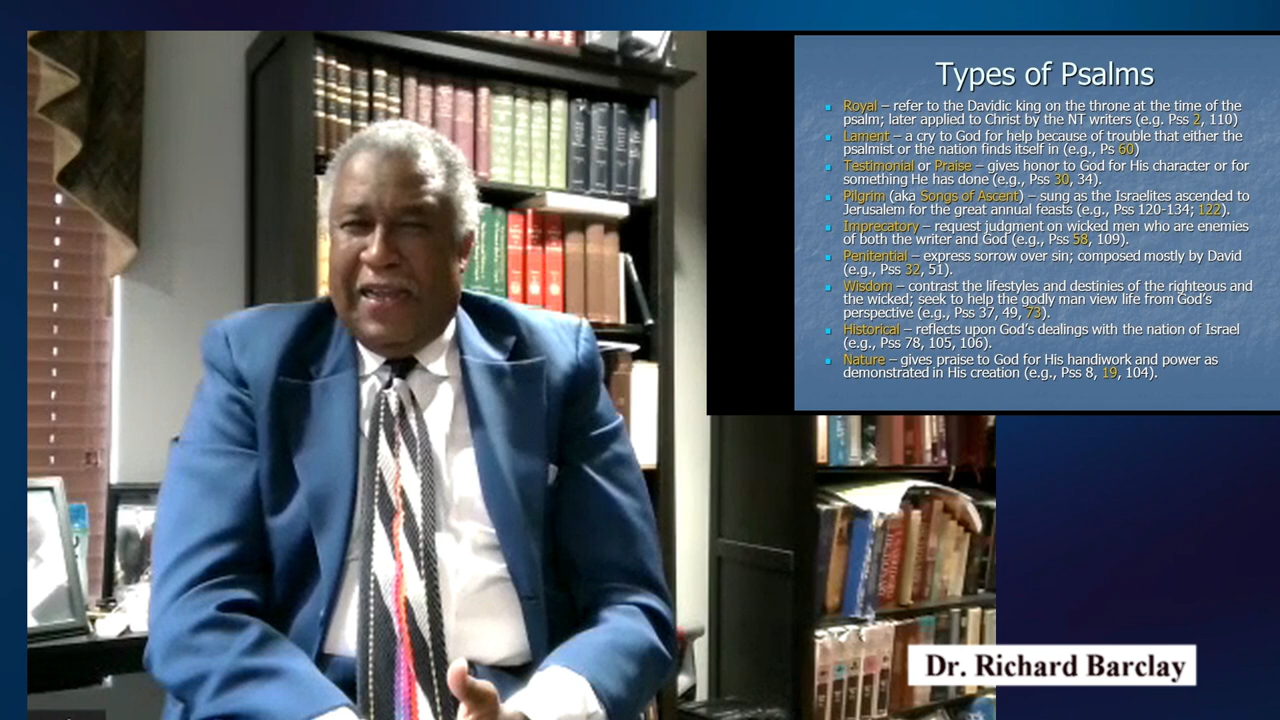 Types of Psalms
Royal – refer to the Davidic king on the throne at the time of the
psalm; later applied to Christ by the NT writers (e.g. Pss 2, 110)
Lament – a cry to God for help because of trouble that either the
psalmist or the nation finds itself in (e.g., Ps 60)
Testimonial or Praise – gives honor to God for His character or for
something He has done (e.g., Pss 30, 34).
Pilgrim (aka Songs of Ascent) – sung as the Israelites ascended to
Jerusalem for the great annual feasts (e.g., Pss 120-134; 122).
Imprecatory – request judgment on wicked men who are enemies
of both the writer and God (e.g., Pss 58, 109).
Penitential – express sorrow over sin; composed mostly by David
(e.g., Pss 32, 51).
Wisdom – contrast the lifestyles and destinies of the righteous and
the wicked; seek to help the godly man view life from God's
perspective (e.g., Pss 37, 49, 73).
Historical – reflects upon God's dealings with the nation of Israel
(e.g., Pss 78, 105, 106).
Nature – gives praise to God for His handiwork and power as
demonstrated in His creation (e.g., Pss 8, 19, 104).
Dr. Richard Barclay